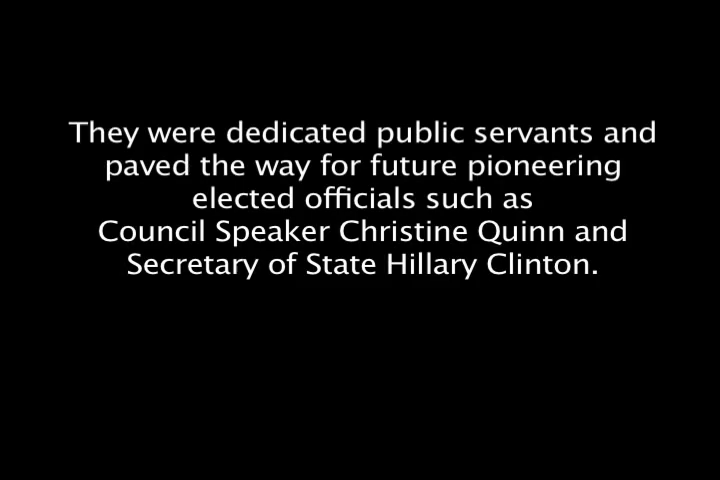 They were dedicated public servants and
paved the way for future pioneering
elected officials such as
Council Speaker Christine Quinn and
Secretary of State Hillary Clinton.